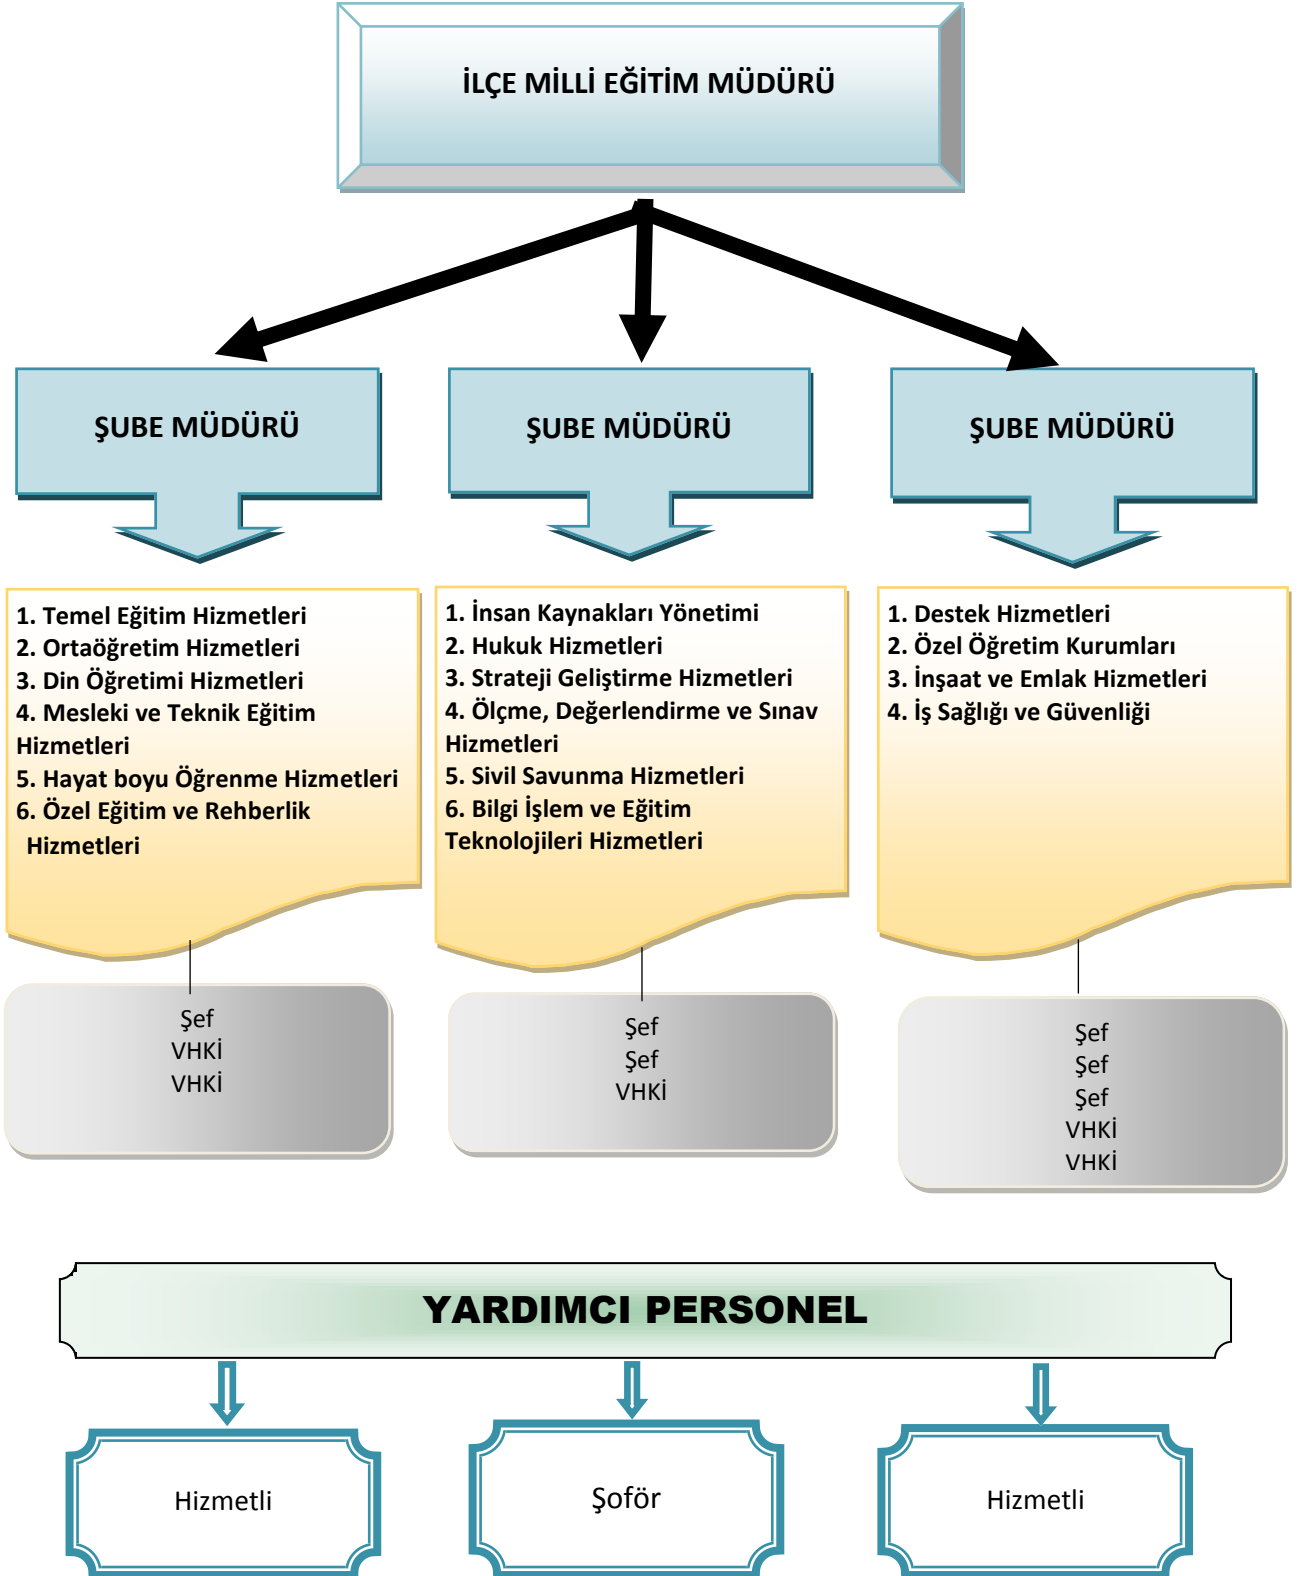 İLÇE MİLLİ EĞİTİM MÜDÜRÜ
ŞUBE MÜDÜRÜ
ŞUBE MÜDÜRÜ
ŞUBE MÜDÜRÜ
1. Temel Eğitim Hizmetleri
2. Ortaöğretim Hizmetleri
3. Din Öğretimi Hizmetleri
4. Mesleki ve Teknik Eğitim
Hizmetleri
5. Hayat boyu Öğrenme Hizmetleri
6. Özel Eğitim ve Rehberlik
Hizmetleri
1. İnsan Kaynakları Yönetimi
2. Hukuk Hizmetleri
3. Strateji Geliştirme Hizmetleri
4. Ölçme, Değerlendirme ve Sınav
Hizmetleri
5. Sivil Savunma Hizmetleri
6. Bilgi İşlem ve Eğitim
Teknolojileri Hizmetleri
1. Destek Hizmetleri
2. Özel Öğretim Kurumları
3. İnşaat ve Emlak Hizmetleri
4. İş Sağlığı ve Güvenliği
Şef
VHKİ
VHKİ
Şef
Şef
VHKİ
Şef
Şef
Şef
VHKİ
VHKİ
YARDIMCI PERSONEL
Hizmetli
Şoför
Hizmetli